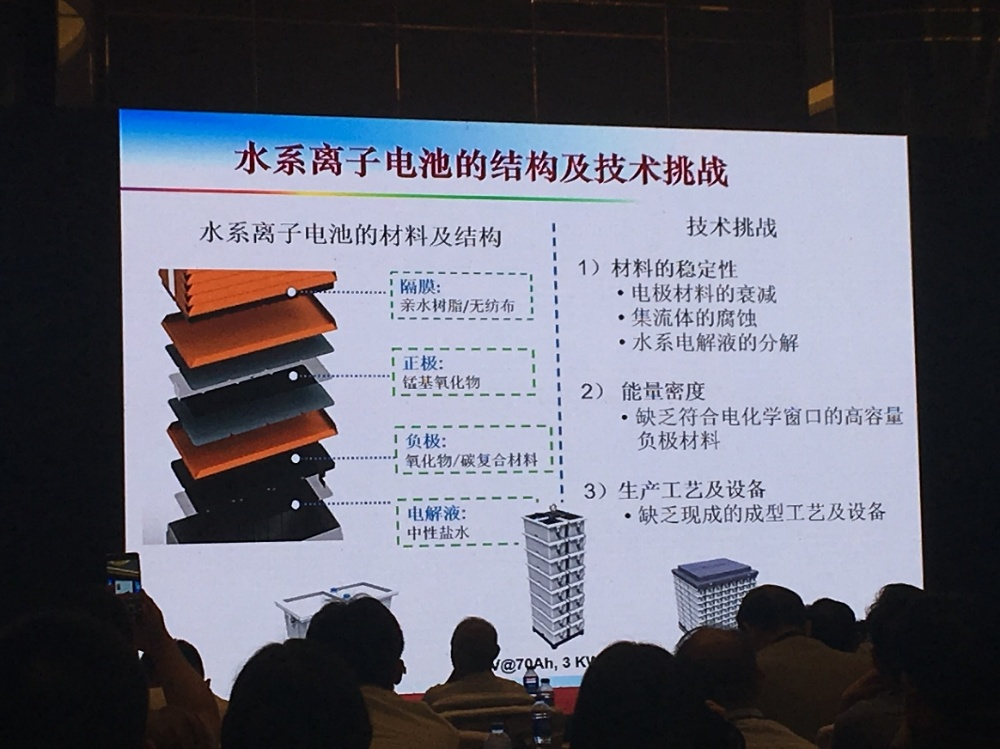 水系离子电池的结构及技术挑战
水系离子电池的材料及结构
隔膜:
亲水树脂/无纺布
正极:
锰基氧化物
负极:
氧化物/碳复合材料
电解液:
中性盐水
技术挑战
1）材料的稳定性
•电极材料的衰减
•集流体的腐蚀
•水系电解液的分解
2） 能量密度
•缺乏符合电化学窗口的高容量
负极材料
3）生产工艺及设备
•缺乏现成的成型工艺及设备
V@70Ah, 3 KW